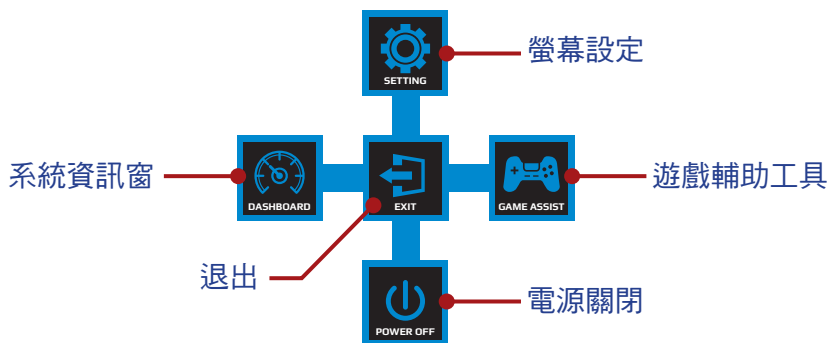 SETTING
螢幕設定
系統資訊窗
DASHBOARD
EXIT
GAME ASSIST
遊戲輔助工具
退出
POWER OFF
電源關閉